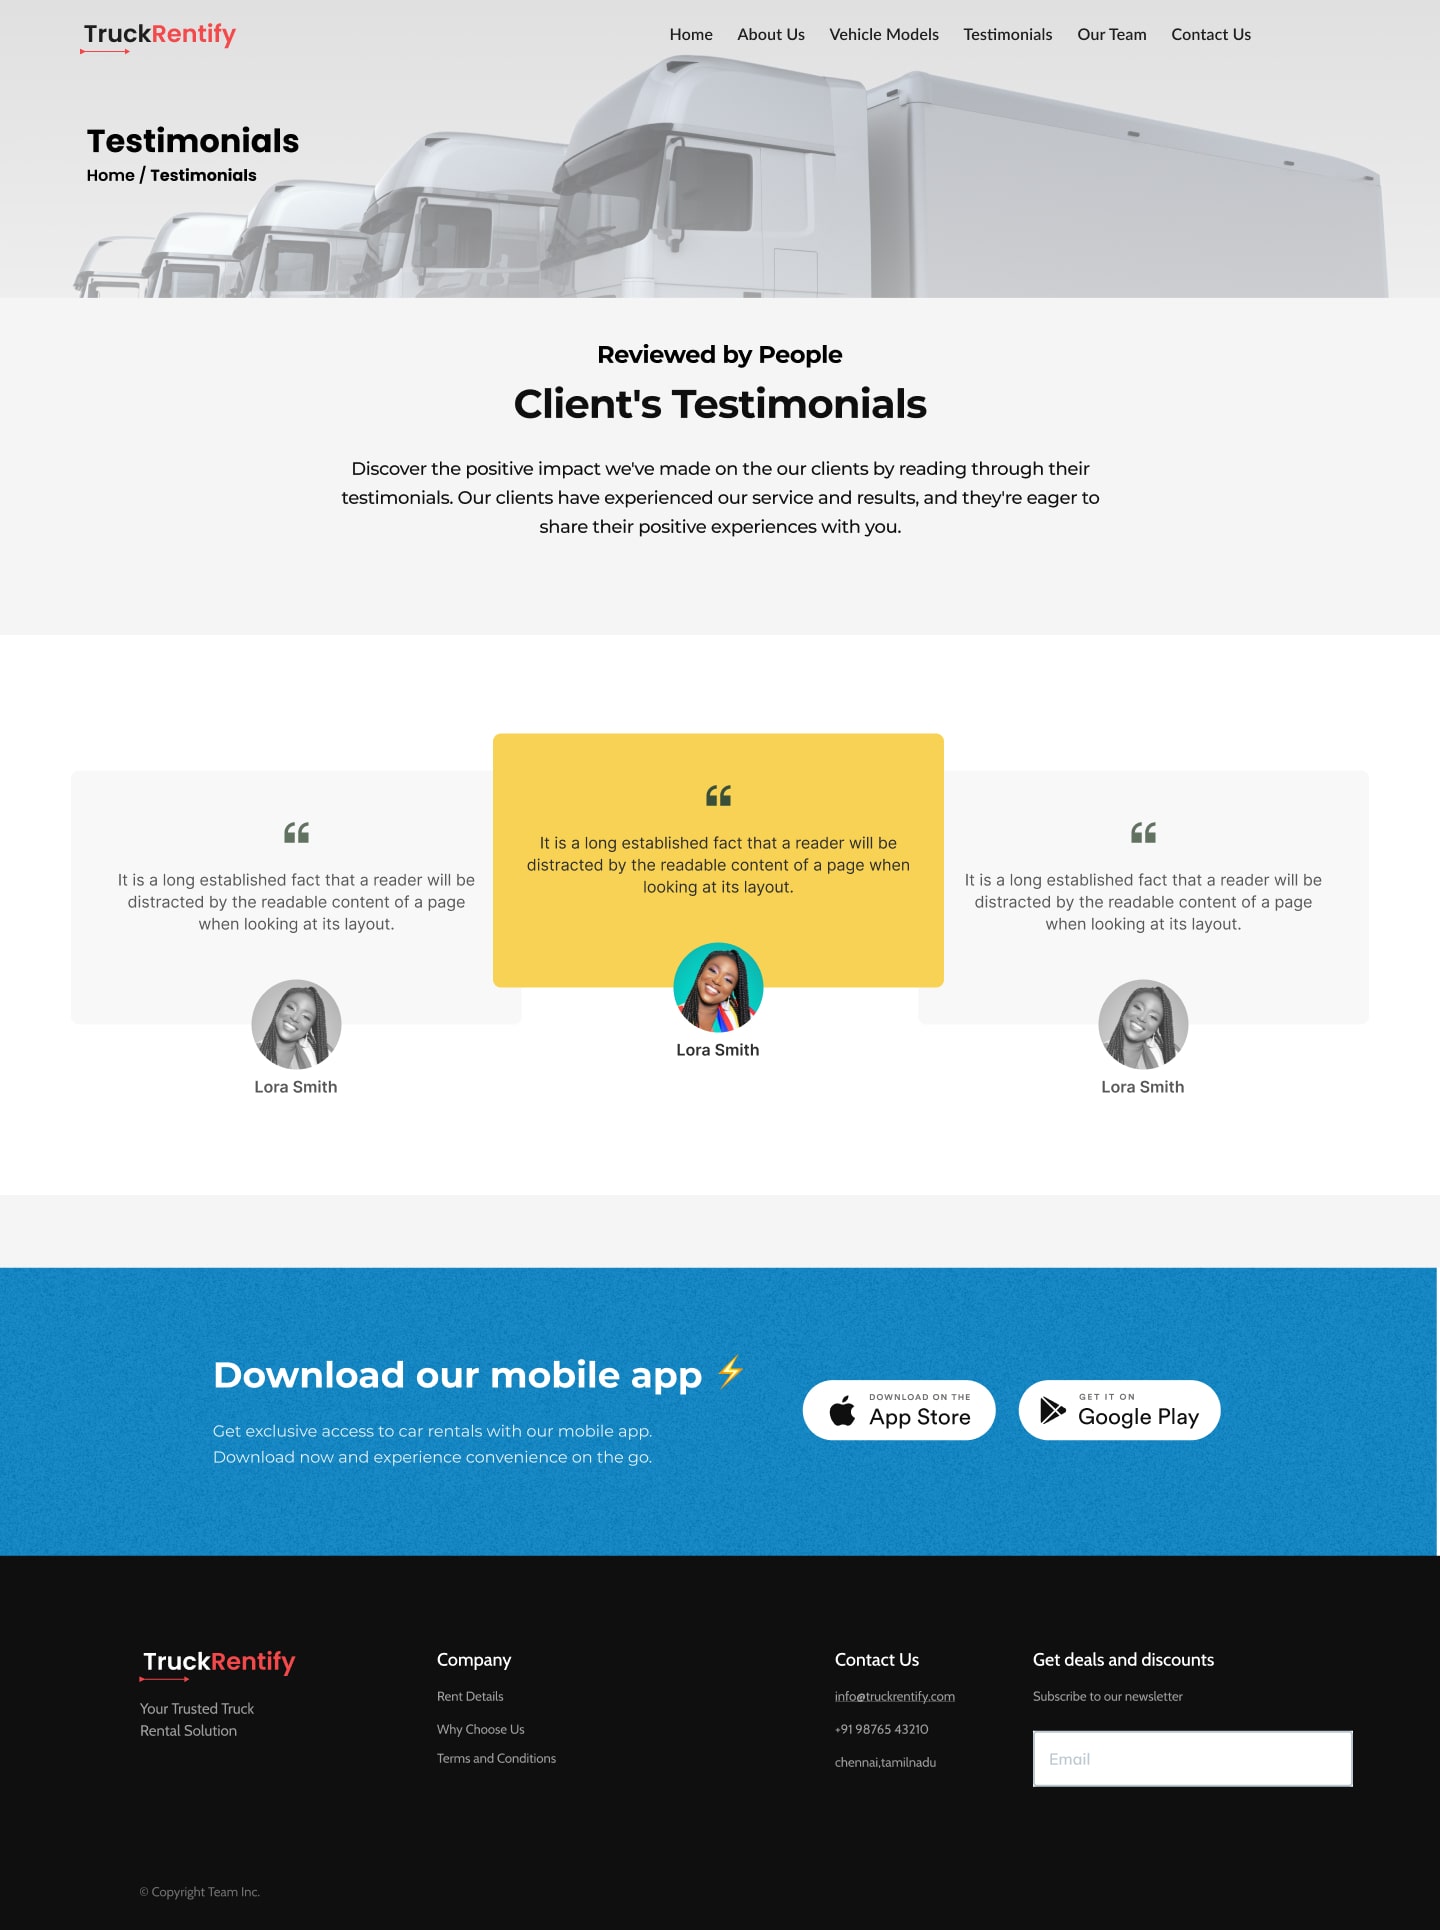 TruckRentify
Home About Us Vehicle Models Testimonials Our Team Contact Us
Testimonials
Home / Testimonials
Reviewed by People
Client's Testimonials
Discover the positive impact we've made on the our clients by reading through their
testimonials. Our clients have experienced our service and results, and they're eager to
share their positive experiences with you.
It is a long established fact that a reader will be
distracted by the readable content of a page
when looking at its layout.
Lora Smith
It is a long established fact that a reader will be
distracted by the readable content of a page when
looking at its layout.
Lora Smith
It is a long established fact that a reader will be
distracted by the readable content of a page
when looking at its layout.
Lora Smith
Download our mobile app ⚡
Get exclusive access to car rentals with our mobile app.
Download now and experience convenience on the go.
DOWNLOAD ON THE
App Store
GET IT ON
Google Play
TruckRentify
Your Trusted Truck
Rental Solution
Company
Rent Details
Why Choose Us
Terms and Conditions
Contact Us
info@truckrentify.com
+91 98765 43210
chennai,tamilnadu
Get deals and discounts
Subscribe to our newsletter
Email
© Copyright Team Inc.